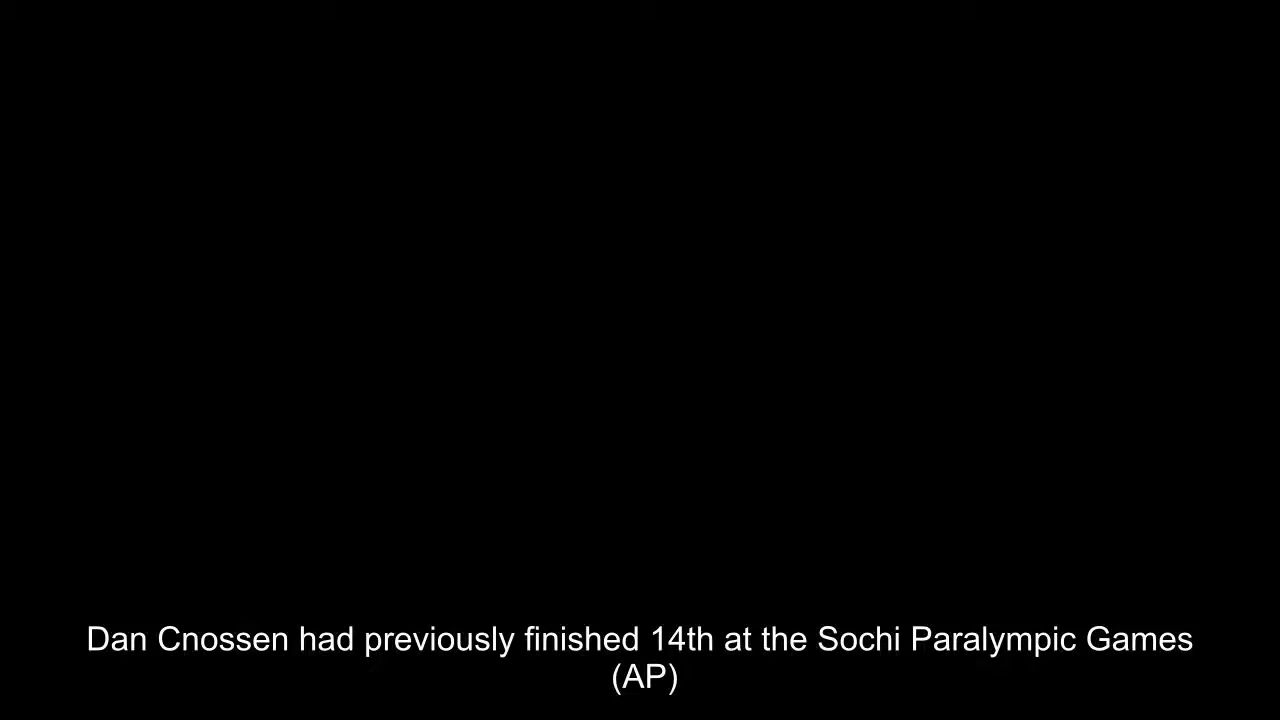 Dan Cnossen had previously finished 14th at the Sochi Paralympic Games
(AP)